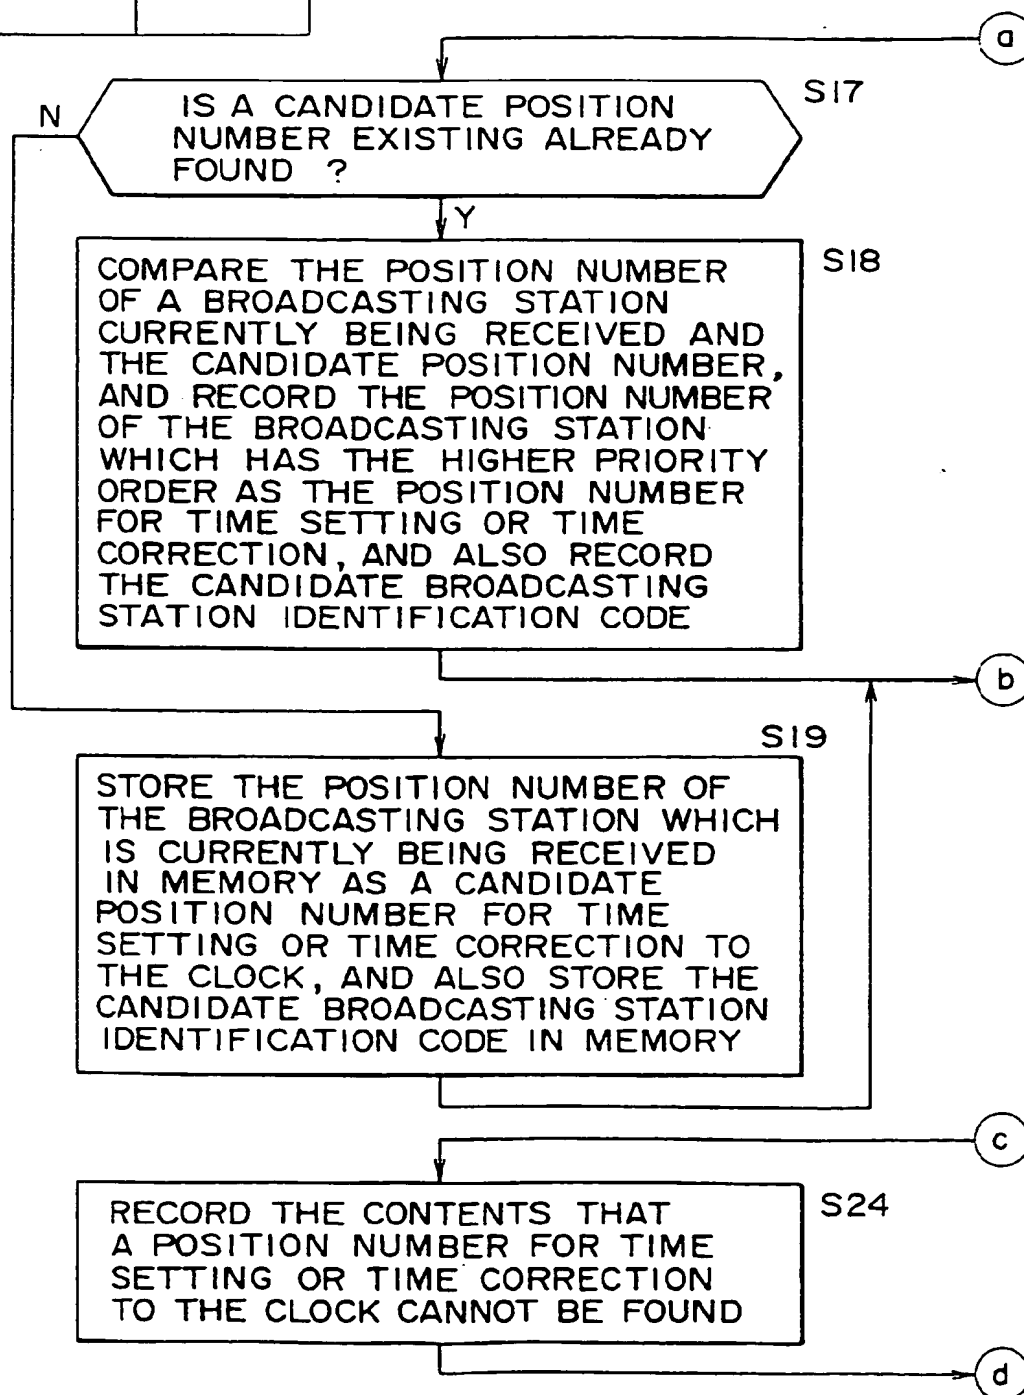 a
S17
N
IS A CANDIDATE POSITION
NUMBER EXISTING ALREADY
FOUND ?
Y
S18
COMPARE THE POSITION NUMBER
OF A BROADCASTING STATION
CURRENTLY BEING RECEIVED AND
THE CANDIDATE POSITION NUMBER,
AND RECORD THE POSITION NUMBER
OF THE BROADCASTING STATION
WHICH HAS THE HIGHER PRIORITY
ORDER AS THE POSITION NUMBER
FOR TIME SETTING OR TIME
CORRECTION, AND ALSO RECORD
THE CANDIDATE BROADCASTING
STATION IDENTIFICATION CODE
b
S19
STORE THE POSITION NUMBER OF
THE BROADCASTING STATION WHICH
IS CURRENTLY BEING RECEIVED
IN MEMORY AS A CANDIDATE
POSITION NUMBER FOR TIME
SETTING OR TIME CORRECTION TO
THE CLOCK, AND ALSO STORE THE
CANDIDATE BROADCASTING STATION
IDENTIFICATION CODE IN MEMORY
c
S24
RECORD THE CONTENTS THAT
A POSITION NUMBER FOR TIME
SETTING OR TIME CORRECTION
TO THE CLOCK CANNOT BE FOUND
d